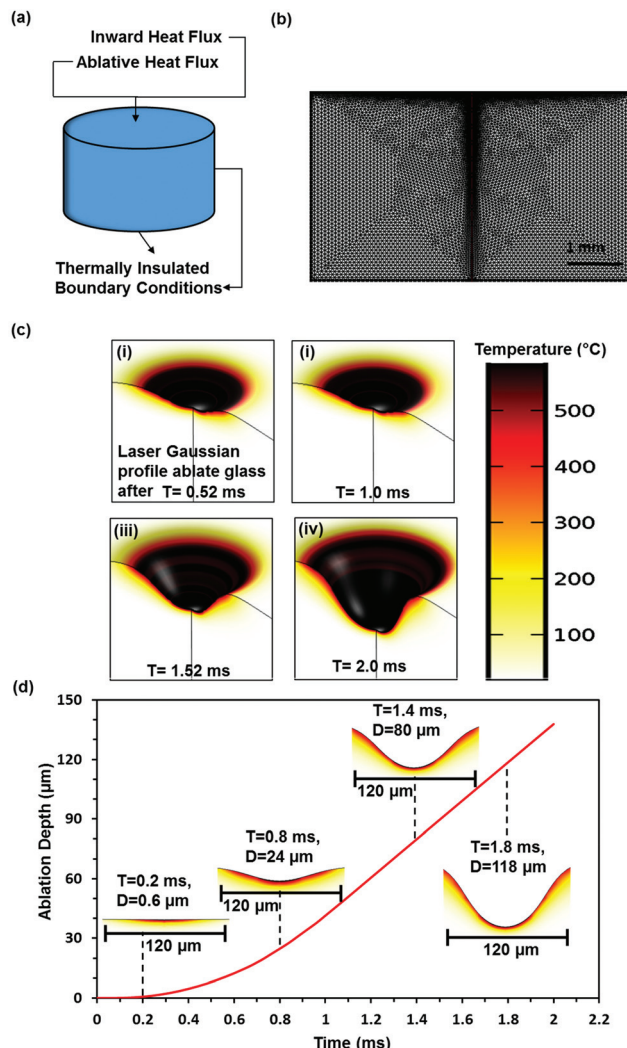 (a)
Inward Heat Flux
Ablative Heat Flux
Thermally Insulated
Boundary Conditions
(b)
1 mm
(c)
(i)
Laser Gaussian
profile ablate glass
after T= 0.52 ms
(i)
T= 1.0 ms
(iii)
T= 1.52 ms
(iv)
T= 2.0 ms
Temperature (°C)
500
400
300
200
100
(d)
Ablation Depth (µm)
150
120
90
60
30
0
T=0.2 ms,
D=0.6 µm
120 µm
T=0.8 ms,
D=24 µm
120 µm
T=1.4 ms,
D=80 µm
120 µm
T=1.8 ms,
D=118 µm
120 µm
0 0.2 0.4 0.6 0.8 1.0 1.2 1.4 1.6 1.8 2 2.2
Time (ms)